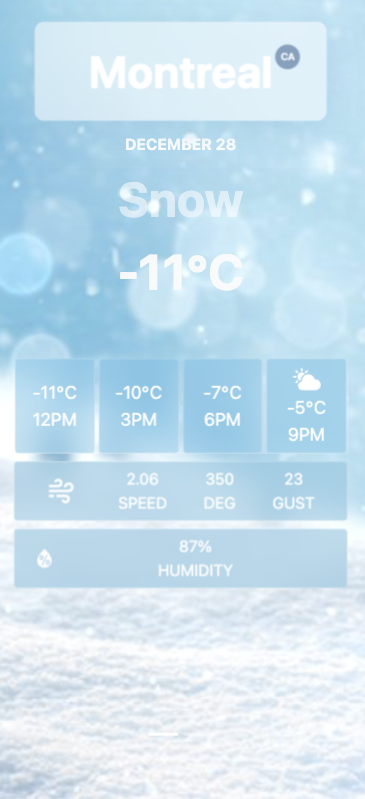 Montreal CA
DECEMBER 28
Snow
-11°C
-11°C -10°C -7°C -5°C
12PM 3PM 6PM 9PM
2.06 350 23
SPEED DEG GUST
87%
HUMIDITY